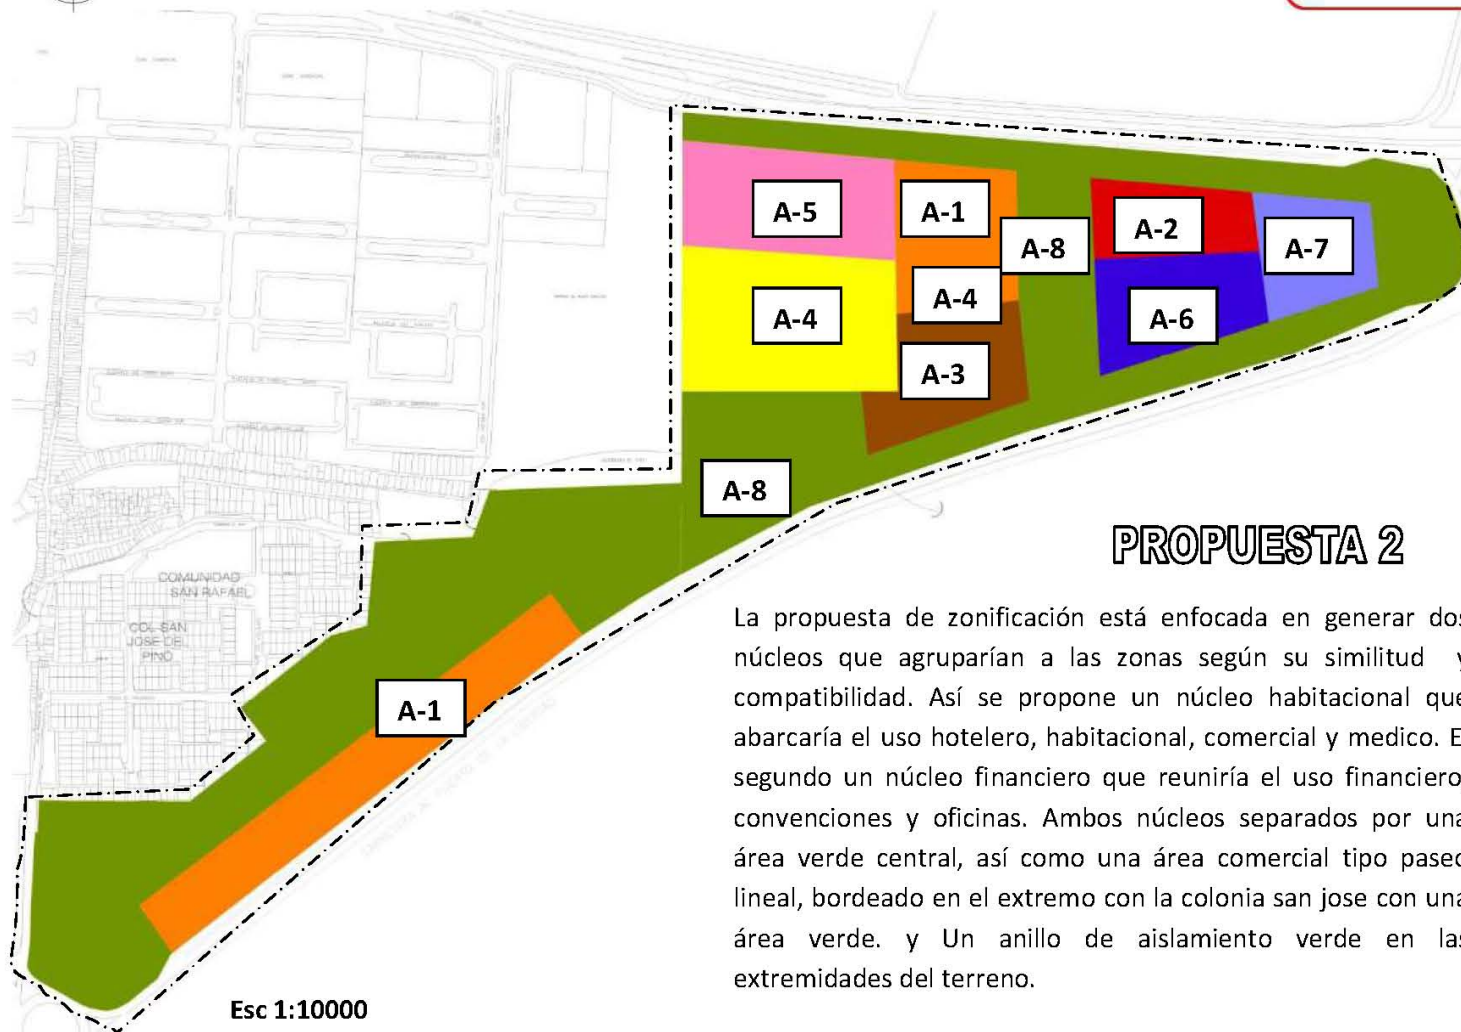 A-5
A-1
A-2
A-8
A-7
A-4
A-4
A-6
A-3
A-8
PROPUESTA 2
COMUNIDAD
SAN RAFAEL
COL SAN
JOSE DEL
PINO
A-1
La propuesta de zonificación está enfocada en generar dos
núcleos que agruparían a las zonas según su similitud y
compatibilidad. Así se propone un núcleo habitacional que
abarcaría el uso hotelero, habitacional, comercial y medico. E
segundo un núcleo financiero que reuniría el uso financiero
convenciones y oficinas. Ambos núcleos separados por una
área verde central, así como una área comercial tipo paseo
lineal, bordeado en el extremo con la colonia san jose con una
área verde. y Un anillo de aislamiento verde en las
extremidades del terreno.
Esc 1:10000